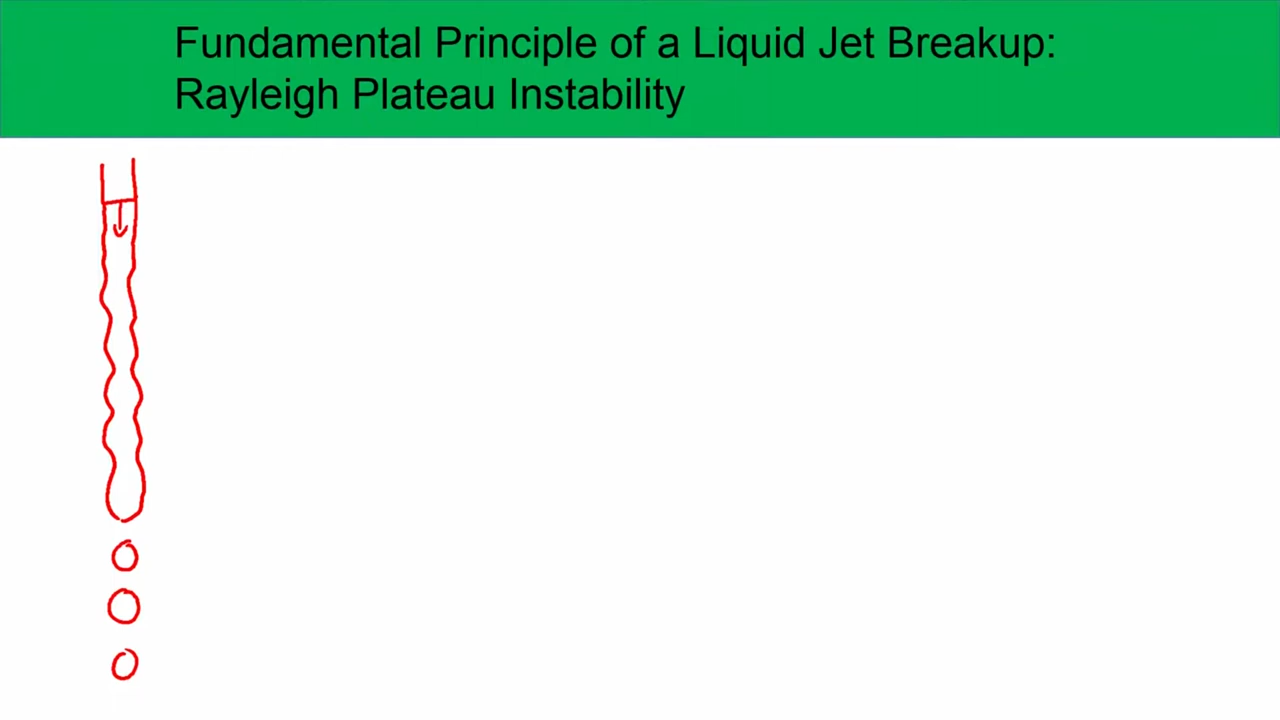 Fundamental Principle of a Liquid Jet Breakup:
Rayleigh Plateau Instability